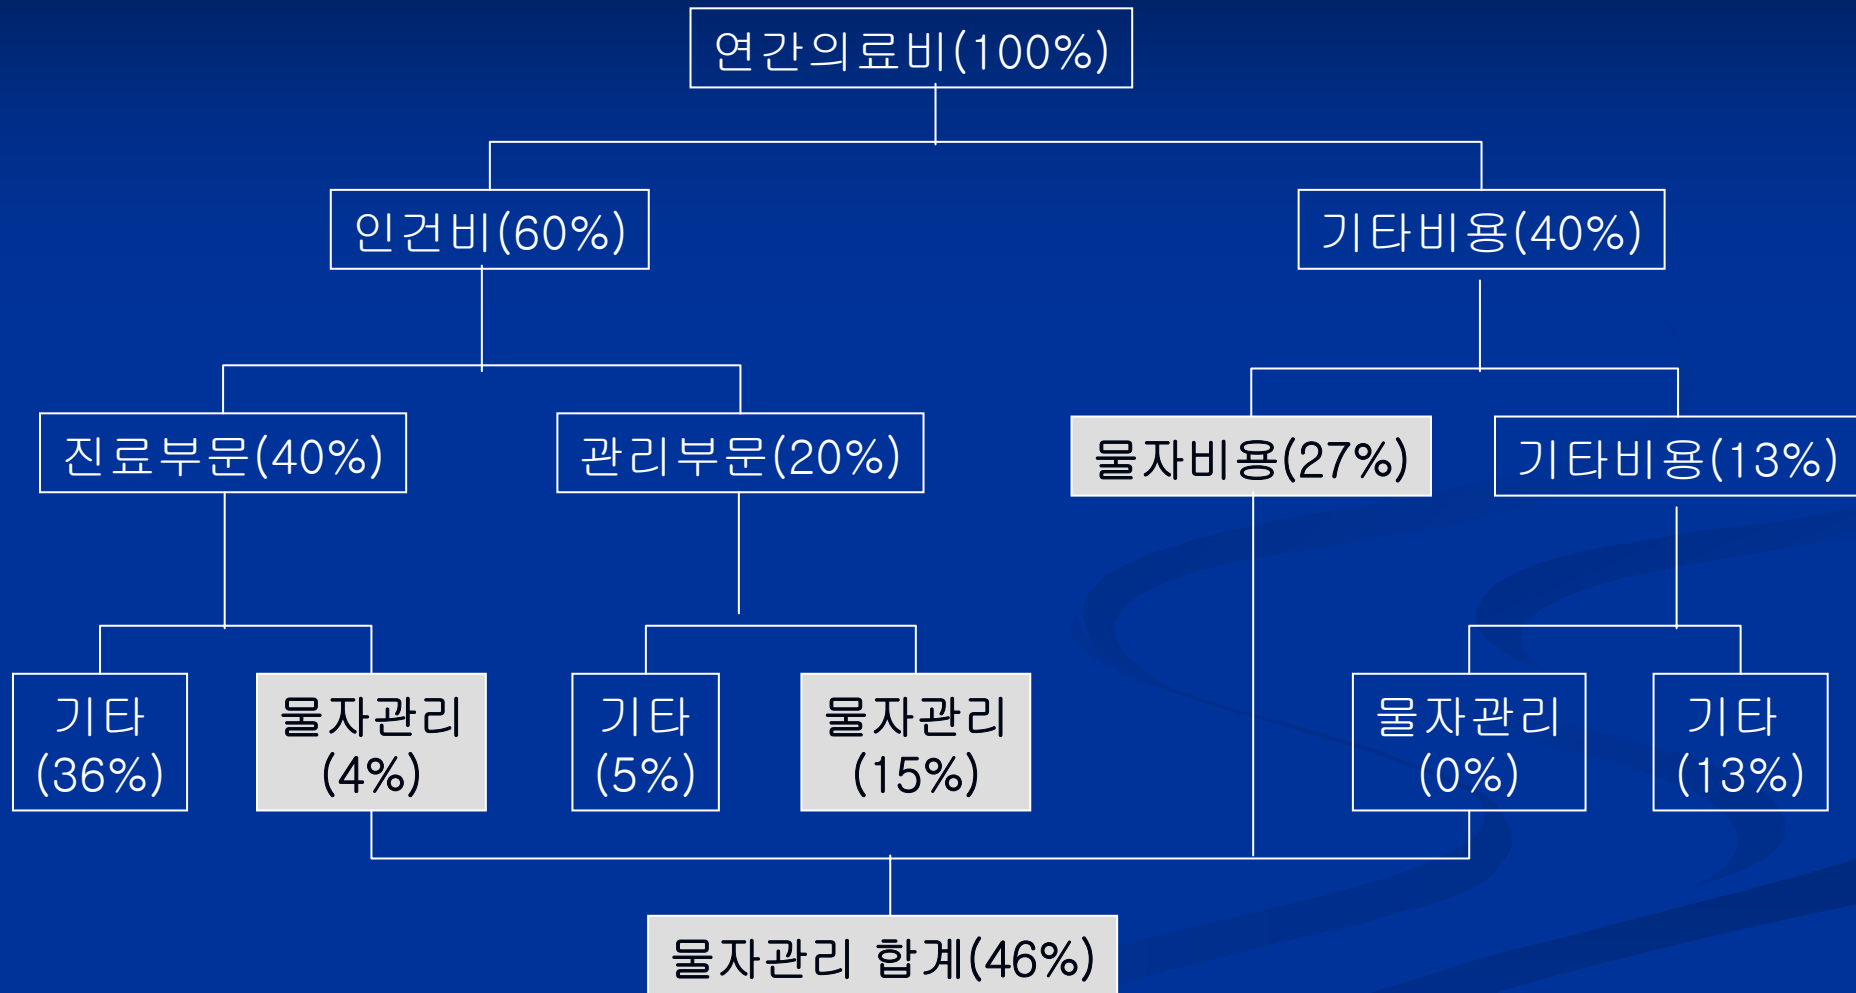 연간의료비(100%)
인건비(60%)
기타비용(40%)
진료부문(40%)
관리부문(20%)
물자비용(27%)
기타비용(13%)
기타
(36%)
물자관리
(4%)
기타
(5%)
물자관리
(15%)
물자관리
(0%)
기타
(13%)
물자관리 합계(46%)